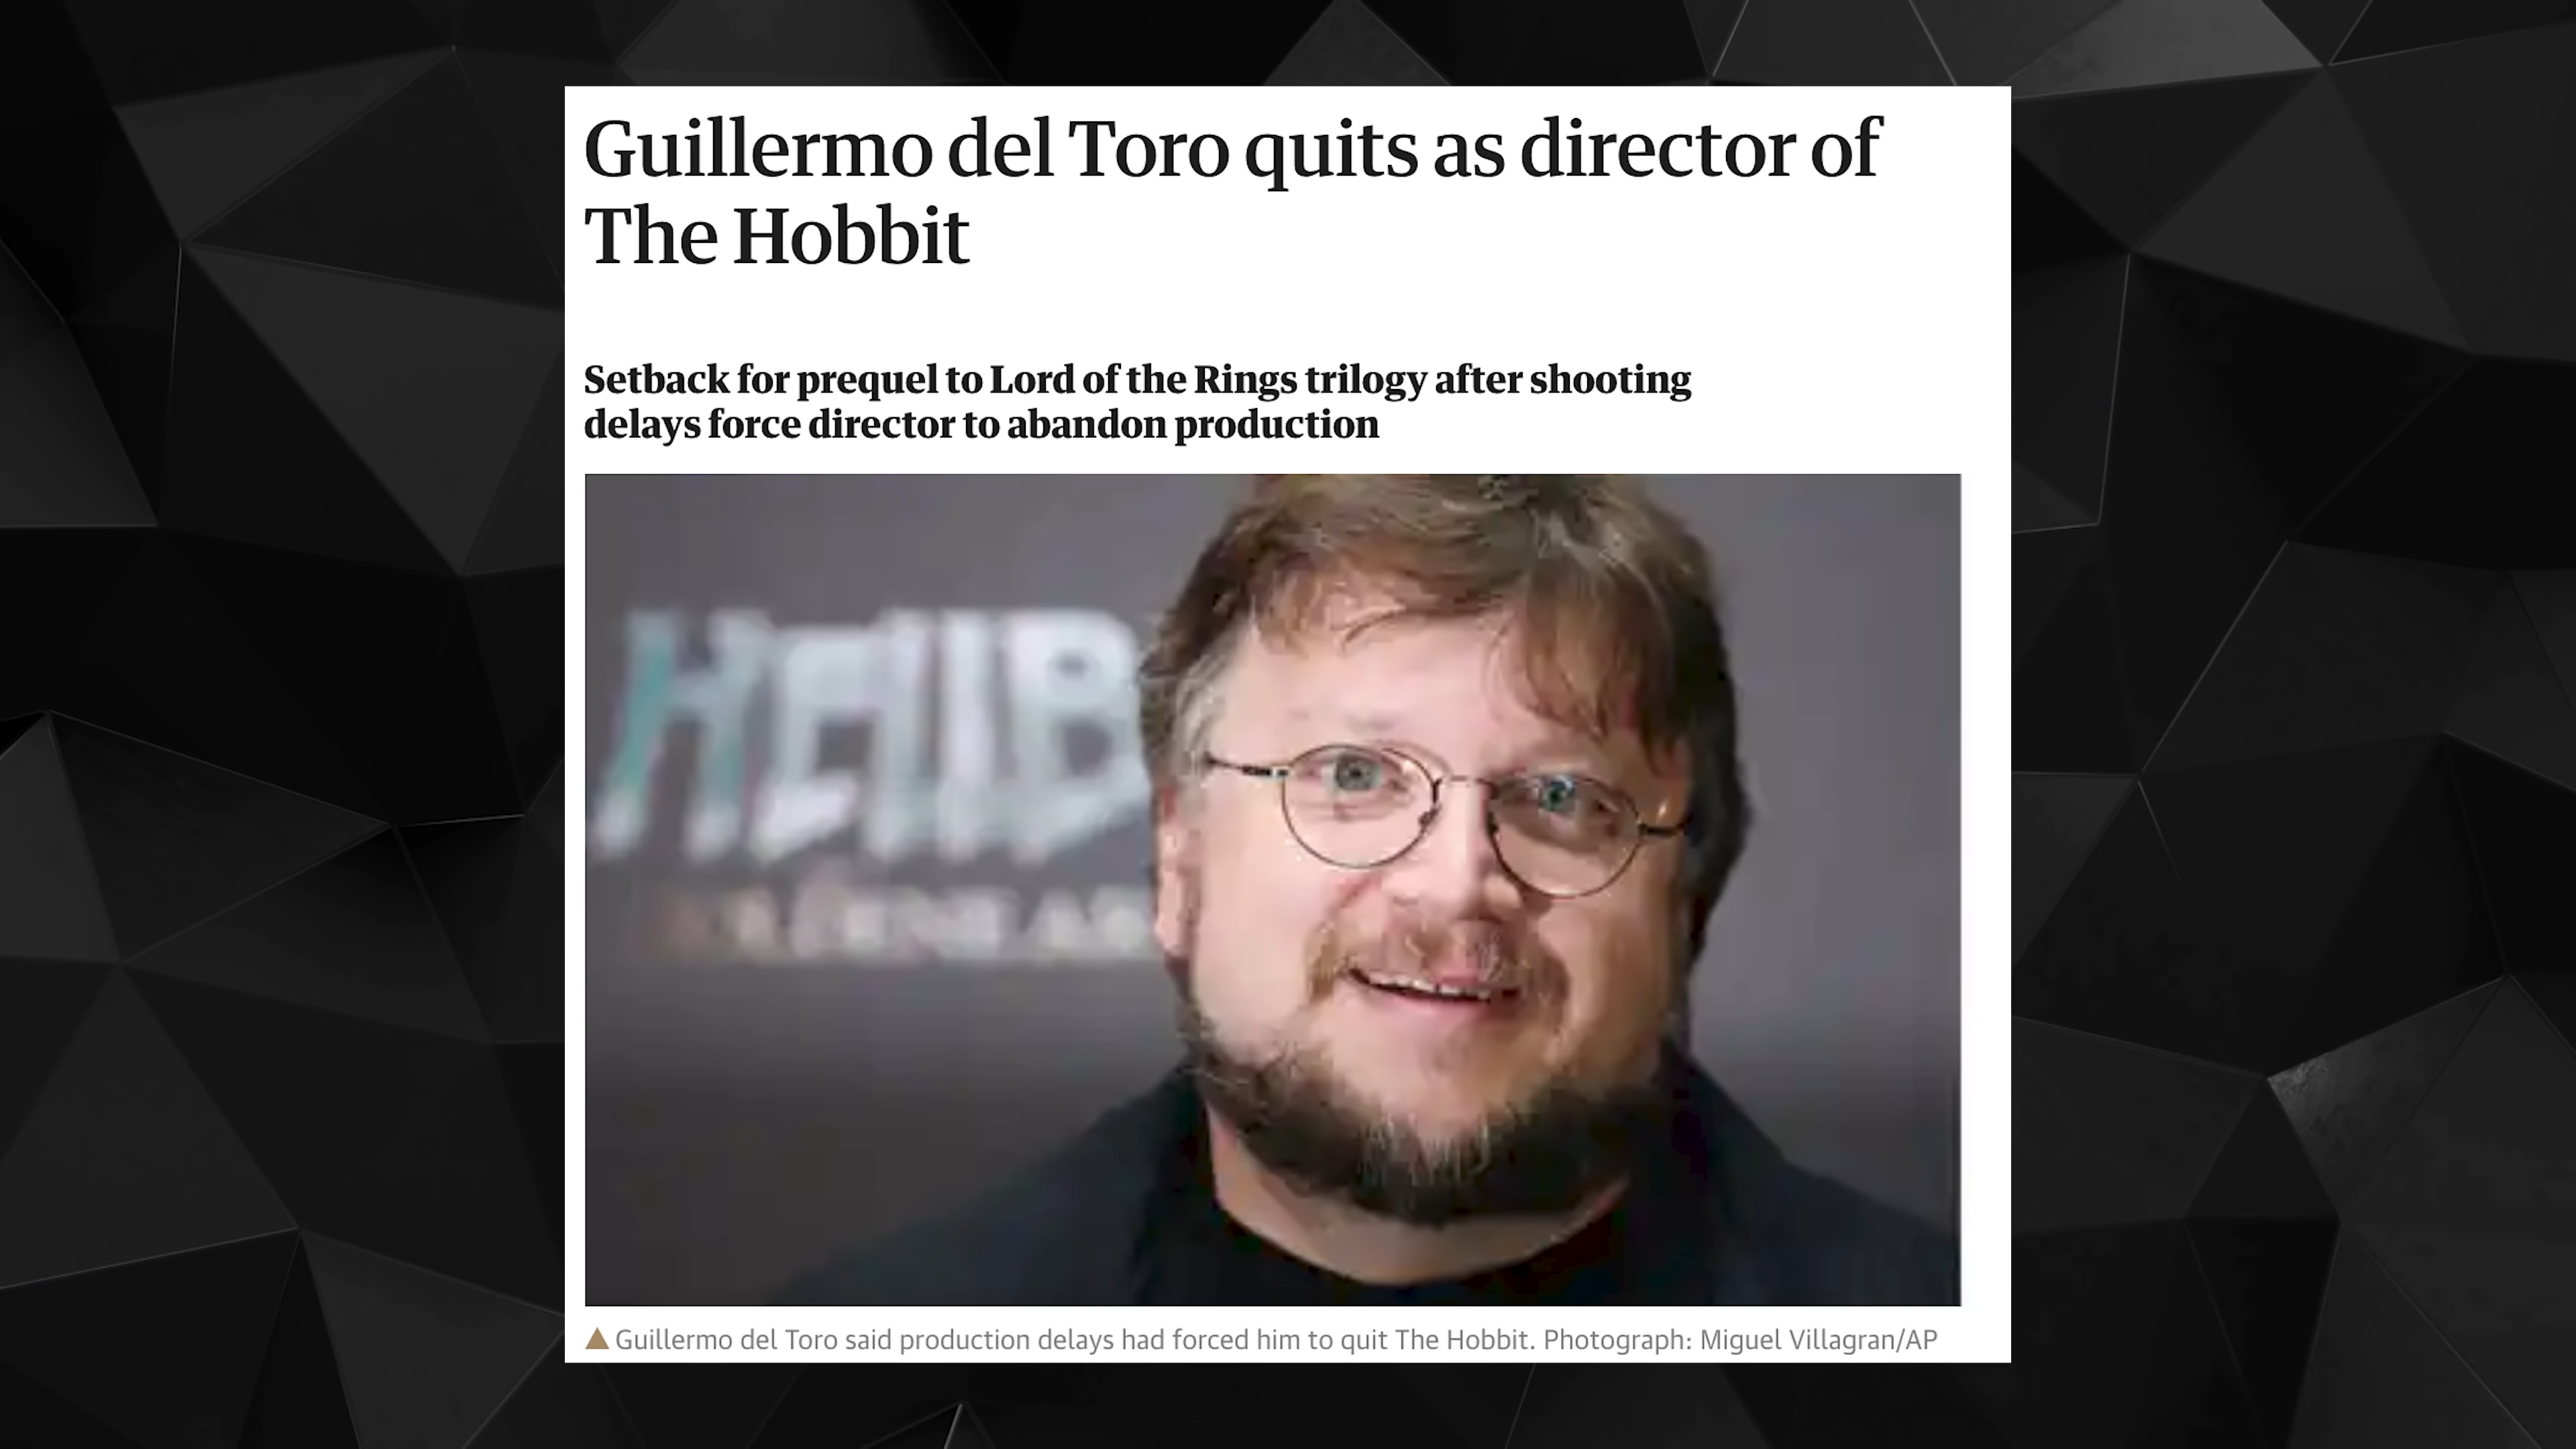 Guillermo del Toro quits as director of
The Hobbit
Setback for prequel to Lord of the Rings trilogy after shooting
delays force director to abandon production
HELLB
Guillermo del Toro said production delays had forced him to quit The Hobbit. Photograph: Miguel Villagran/AP